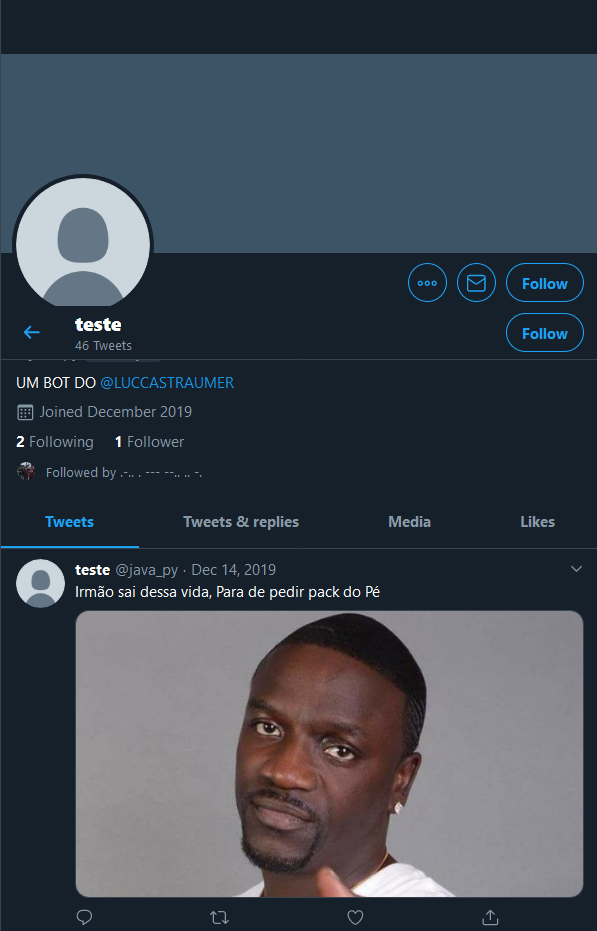 Follow
teste
46 Tweets
Follow
UM BOT DO @LUCCASTRAUMER
Joined December 2019
2 Following 1 Follower
Followed by .-.. . --- --.. .. -.
Tweets Tweets & replies Media Likes
teste @java_py · Dec 14, 2019
Irmão sai dessa vida, Para de pedir pack do Pé